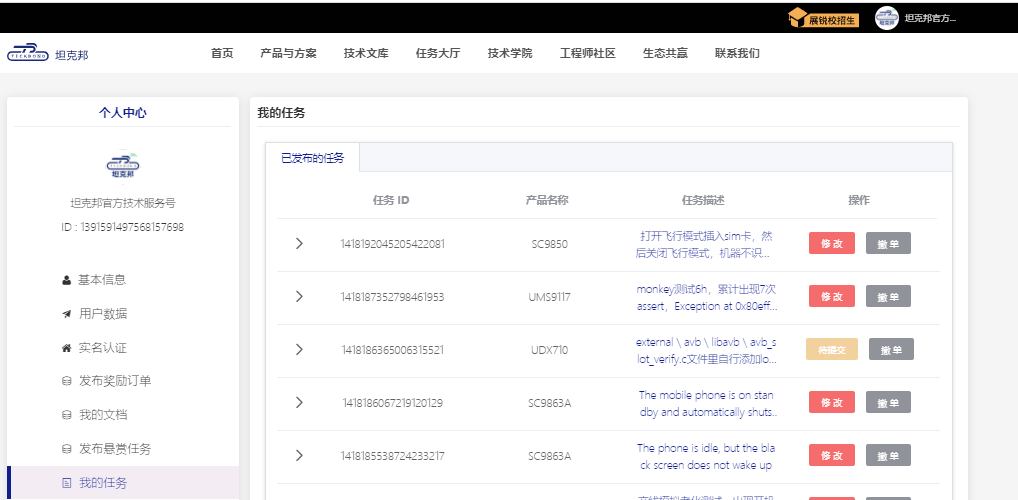 展锐校招生
坦克邦官方...
TECKBOND 坦克邦
首页 产品与方案 技术文库 任务大厅 技术学院 工程师社区 生态共赢 联系我们
个人中心
坦克邦
坦克邦官方技术服务号
ID : 1391591497568157698
基本信息
用户数据
实名认证
发布奖励订单
我的文档
发布悬赏任务
我的任务
我的任务
已发布的任务
任务 ID 产品名称 任务描述 操作
1418192045205422081 SC9850 打开飞行模式插入sim卡，然
后关闭飞行模式，机器不识... 修 改 撤 单
1418187352798461953 UMS9117 monkey测试6h，累计出现7次
assert，Exception at 0x80eff... 修 改 撤 单
1418186365006315521 UDX710 external \ avb \ libavb \ avb_s
lot_verify.c文件里自行添加lo... 待提交 撤 单
1418186067219120129 SC9863A The mobile phone is on stan
dby and automatically shuts... 修 改 撤 单
1418185538724233217 SC9863A The phone is idle, but the bla
ck screen does not wake up 修 改 撤 单